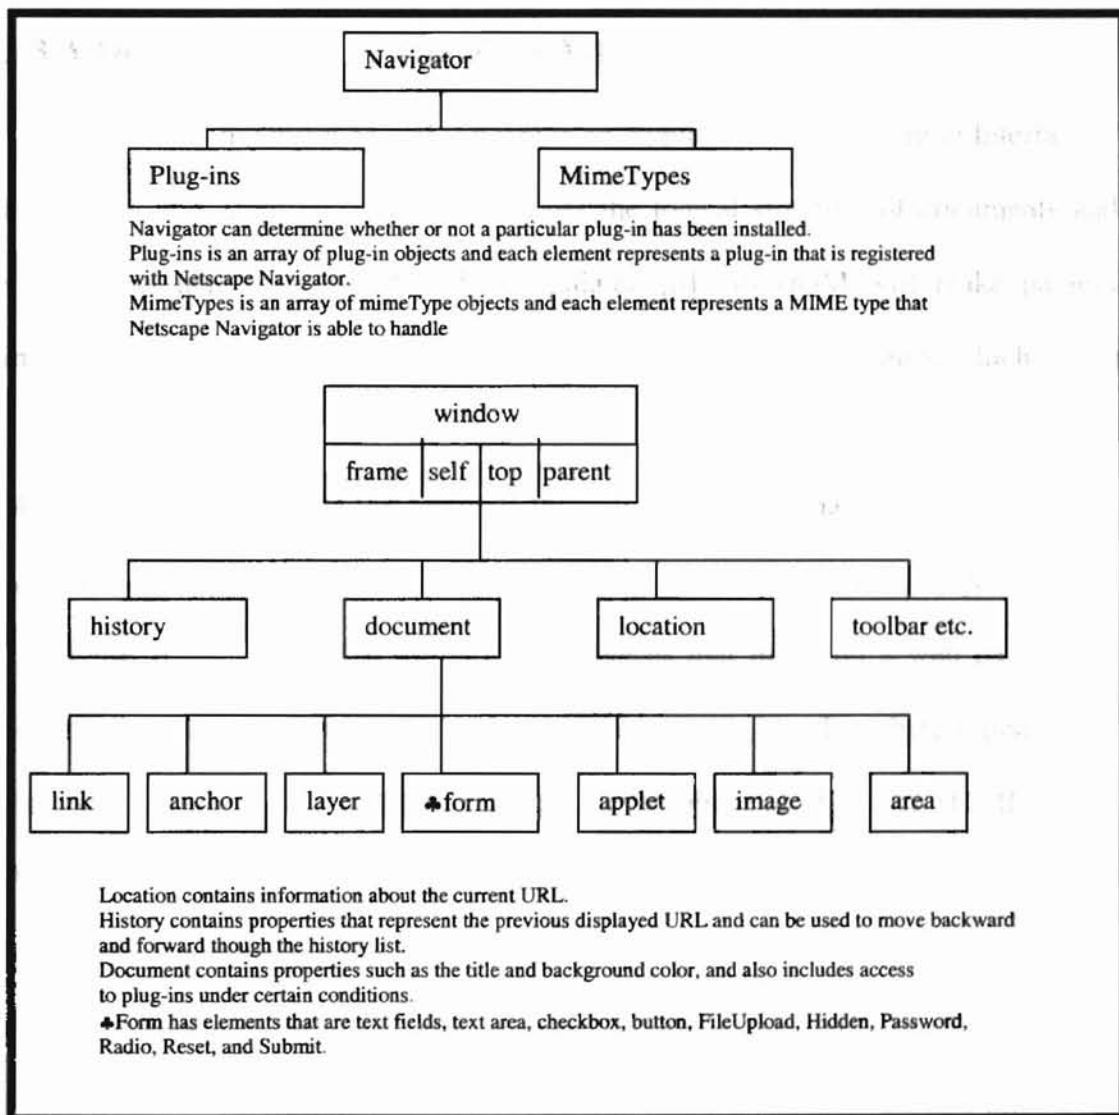 Navigator
Plug-ins MimeTypes
Navigator can determine whether or not a particular plug-in has been installed.
Plug-ins is an array of plug-in objects and each element represents a plug-in that is registered
with Netscape Navigator.
MimeTypes is an array of mimeType objects and each element represents a MIME type that
Netscape Navigator is able to handle
window
frame self top parent
history document location toolbar etc.
link anchor layer ♣form applet image area
Location contains information about the current URL.
History contains properties that represent the previous displayed URL and can be used to move backward
and forward though the history list.
Document contains properties such as the title and background color, and also includes access
to plug-ins under certain conditions.
♣Form has elements that are text fields, text area, checkbox, button, FileUpload, Hidden, Password,
Radio, Reset, and Submit.